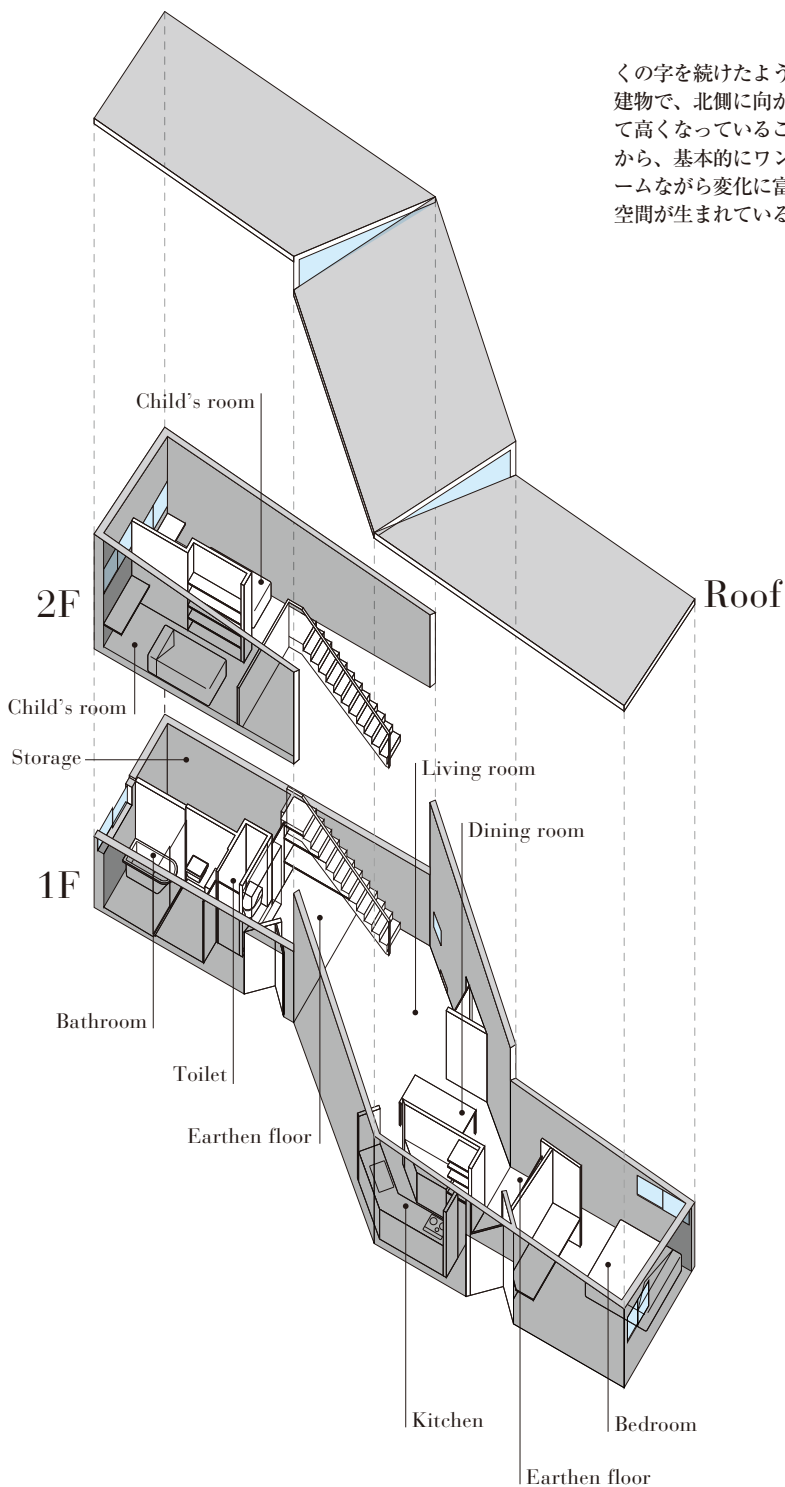 くの字を続けたよう
建物で、北側に向か
て高くなっているこ
から、基本的にワン
ームながら変化に富
空間が生まれている
Child's room
2F
Roof
Child's room
Storage
Living room
Dining room
1F
Bathroom
Toilet
Earthen floor
Kitchen
Bedroom
Earthen floor